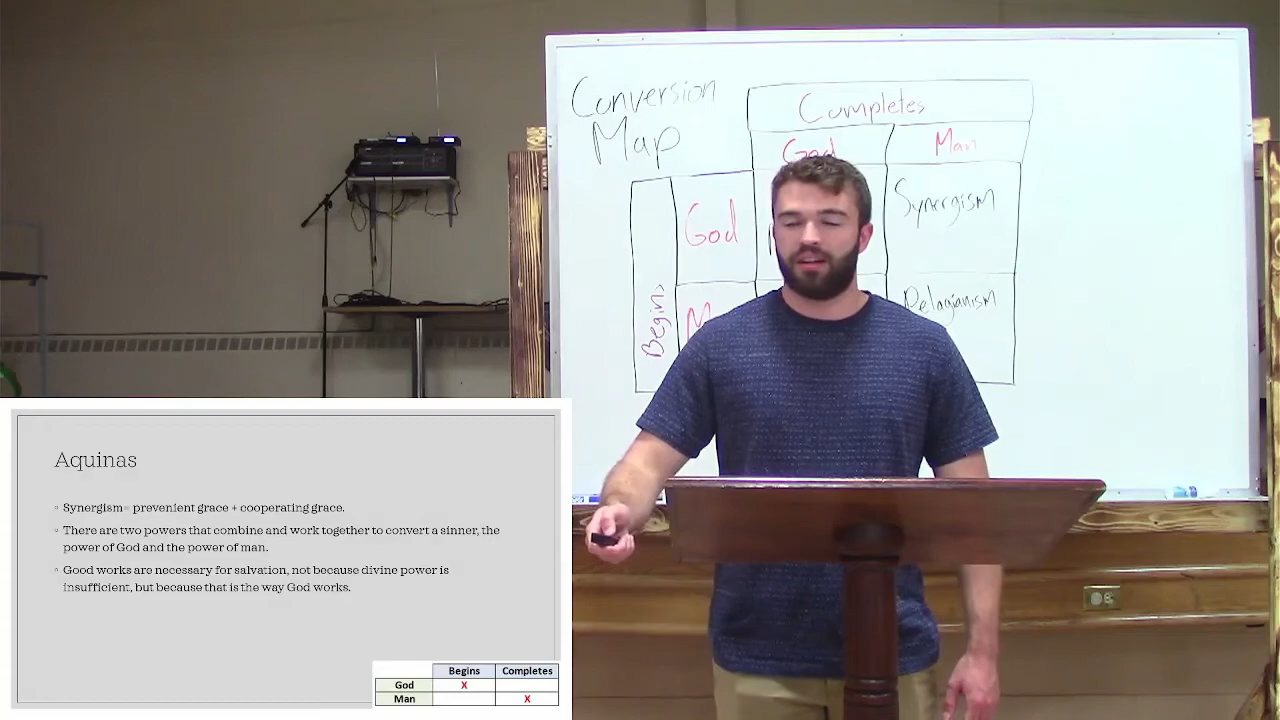 Conversion
Map
Completes
God
Man
God
Synergism
Begins
Pelagianism
Aquinas
Synergism= prevenient grace + cooperating grace.
There are two powers that combine and work together to convert a sinner, the
power of God and the power of man.
Good works are necessary for salvation, not because divine power is
insufficient, but because that is the way God works.
Begins Completes
God X
Man X